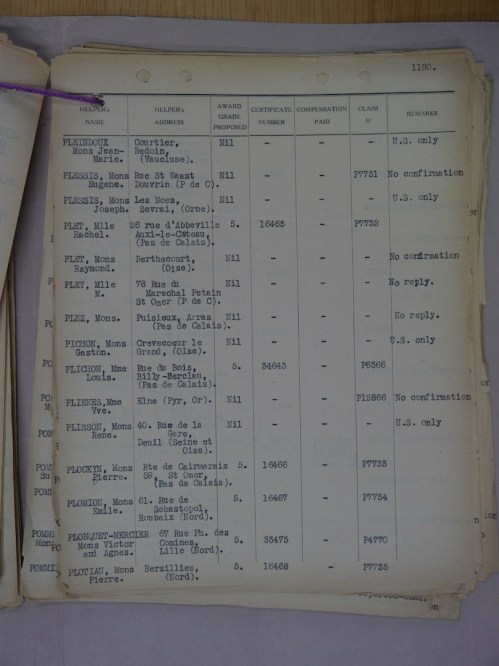 1180.
HELPER'S NAME HELPER'S ADDRESS AWARD GRADE PROPOSED CERTIFICATE NUMBER COMPENSATION PAID CLAIM Nº REMARKS
PLEINDOUX Courtier, Nil - - - U.S. only
Mons Jean- Bedoin,
Marie. (Vaucluse).
PLESSIS, Mons Rue St Waast Nil - - P7751 No confirmation
Eugene. Douvrin (P de C).
PLESSIS, Mons Les Noes, Nil - - - U.S. only
Joseph. Sevrai, (Orne).
PLET, Mlle 26 rue d'Abbeville 5. 16463 - P7732
Rachel. Auxi-le-Château,
(Pas de Calais).
PLET, Mons Berthecourt, Nil - - - No confirmation
Raymond. (Oise).
PLEY, Mlle 78 Rue du Nil - - - No reply.
M. Marechal Petain
St Omer (P de C).
PLEZ, Mons. Puisieux, Arras Nil - - - No reply.
(Pas de Calais).
PICHON, Mons Crevecoeur le Nil - - - U.S. only
Gaston. Grand, (Oise).
PLICHON, Mme Rue du Bois, 5. 34643 - P6366
Louis. Billy-Berclau,
(Pas de Calais).
PLIENES, Mme Elne (Pyr, Or). Nil - - P12866 No confirmation
Vve.
PLISSON, Mons 40. Rue de la Nil - - - U.S. only
Rene. Gare,
Deuil (Seine et
Oise).
PLOCKYN, Mons Rte de 5. 16466 - P7733
Pierre. 59, St Omer,
(Pas de Calais).
PLOMION, Mons 61. Rue de 5. 16467 - P7734
Emile. Sebastopol,
Roubaix (Nord).
PLONQUET-MERCIER 67 Rue Ph. des
Mons Victor Comines, 5. 33473 - P4770
and Agnes. Lille (Nord).
PLOTIAU, Mons Bersillies, 5. 16468 - P7735
Pierre. (Nord).